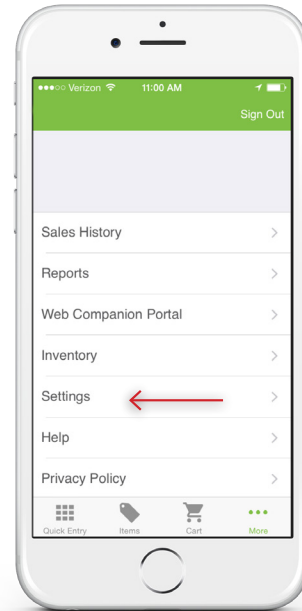 Verizon 11:00 AM
Sign Out
Sales History
Reports
Web Companion Portal
Inventory
Settings
Help
Privacy Policy
Quick Entry Items Cart More